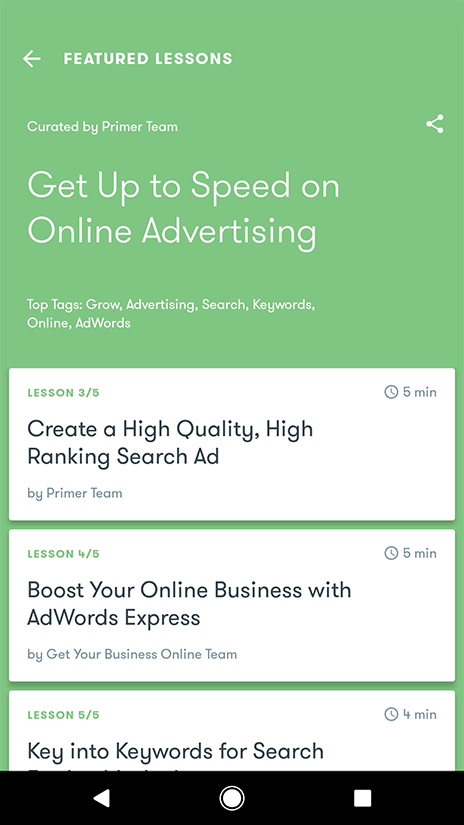 FEATURED LESSONS
Curated by Primer Team
Get Up to Speed on
Online Advertising
Top Tags: Grow, Advertising, Search, Keywords,
Online, AdWords
LESSON 3/5
5 min
Create a High Quality, High
Ranking Search Ad
by Primer Team
LESSON 4/5
5 min
Boost Your Online Business with
AdWords Express
by Get Your Business Online Team
LESSON 5/5
4 min
Key into Keywords for Search